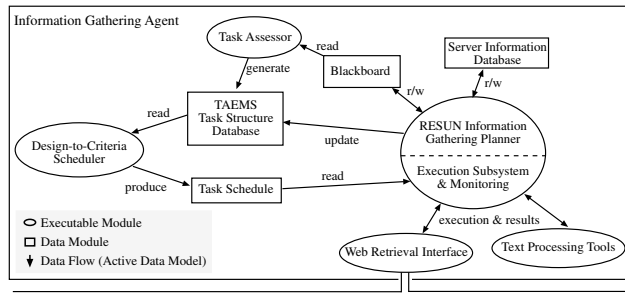 Information Gathering Agent
Task Assessor
read
generate
Blackboard
Server Information
Database
r/w
r/w
TAEMS
Task Structure
Database
read
update
RESUN Information
Gathering Planner
Design-to-Criteria
Scheduler
Execution Subsystem
& Monitoring
produce
Task Schedule
read
execution & results
Executable Module
Data Module
Data Flow (Active Data Model)
Web Retrieval Interface
Text Processing Tools